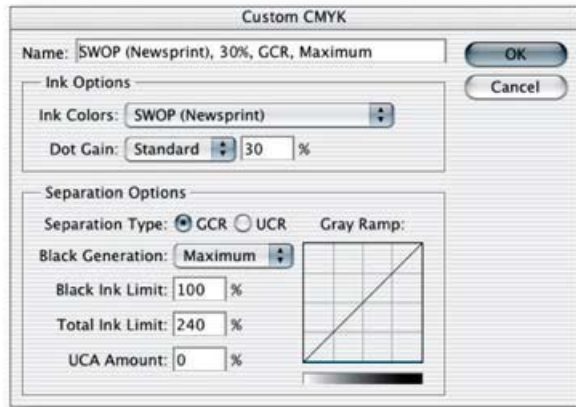 Custom CMYK
Name: SWOP (Newsprint), 30%, GCR, Maximum
OK
Cancel
Ink Options
Ink Colors: SWOP (Newsprint)
Dot Gain: Standard 30 %
Separation Options
Separation Type: GCR UCR Gray Ramp:
Black Generation: Maximum
Black Ink Limit: 100 %
Total Ink Limit: 240 %
UCA Amount: 0 %